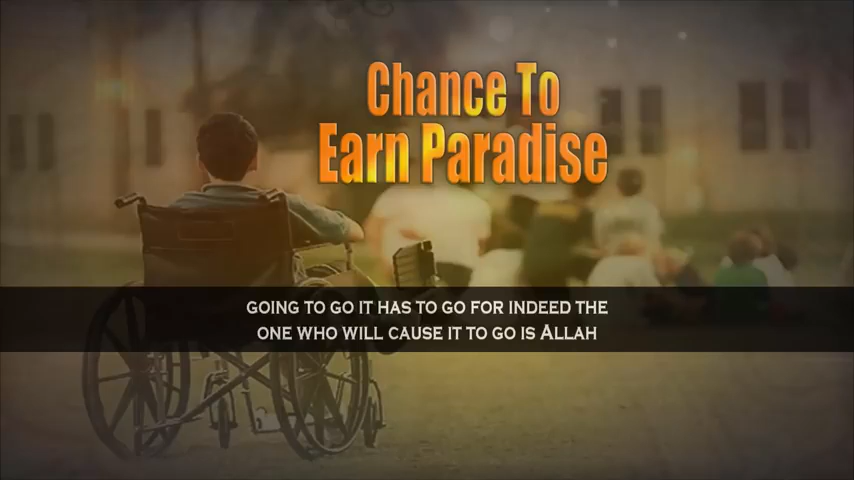 Chance To
Earn Paradise
GOING TO GO IT HAS TO GO FOR INDEED THE
ONE WHO WILL CAUSE IT TO GO IS ALLAH